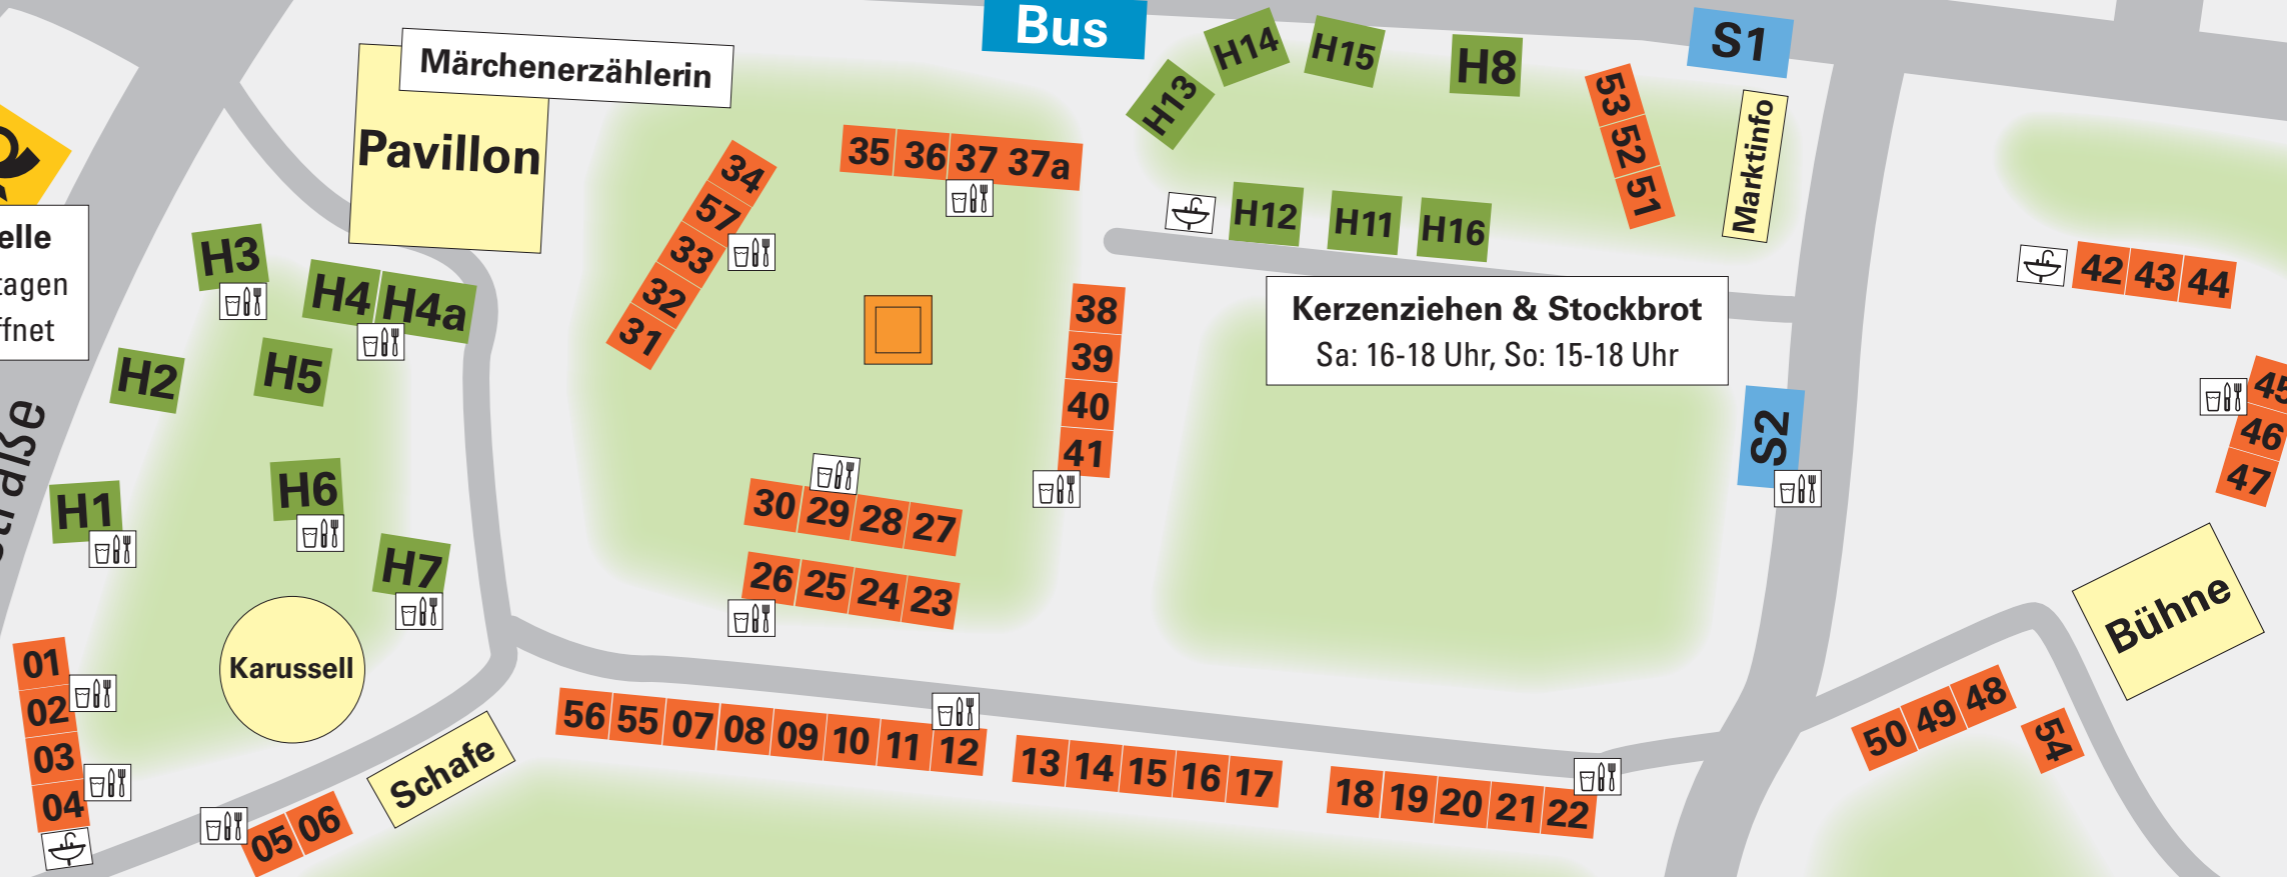 Bus
Märchenerzählerin
Pavillon
H14
H15
H8
H13
S1
53
52
51
Marktinfo
35 36 37 37a
34
57
33
32
31
H12
H11
H16
Kerzenziehen & Stockbrot
Sa: 16-18 Uhr, So: 15-18 Uhr
42 43 44
elle
tagen
ffnet
H3
H4 H4a
H2
H5
H1
H6
H7
38
39
40
41
S2
45
46
47
30 29 28 27
26 25 24 23
Bühne
Karussell
Schafe
01
02
03
04
05 06
56 55 07 08 09 10 11 12
13 14 15 16 17
18 19 20 21 22
50 49 48
54